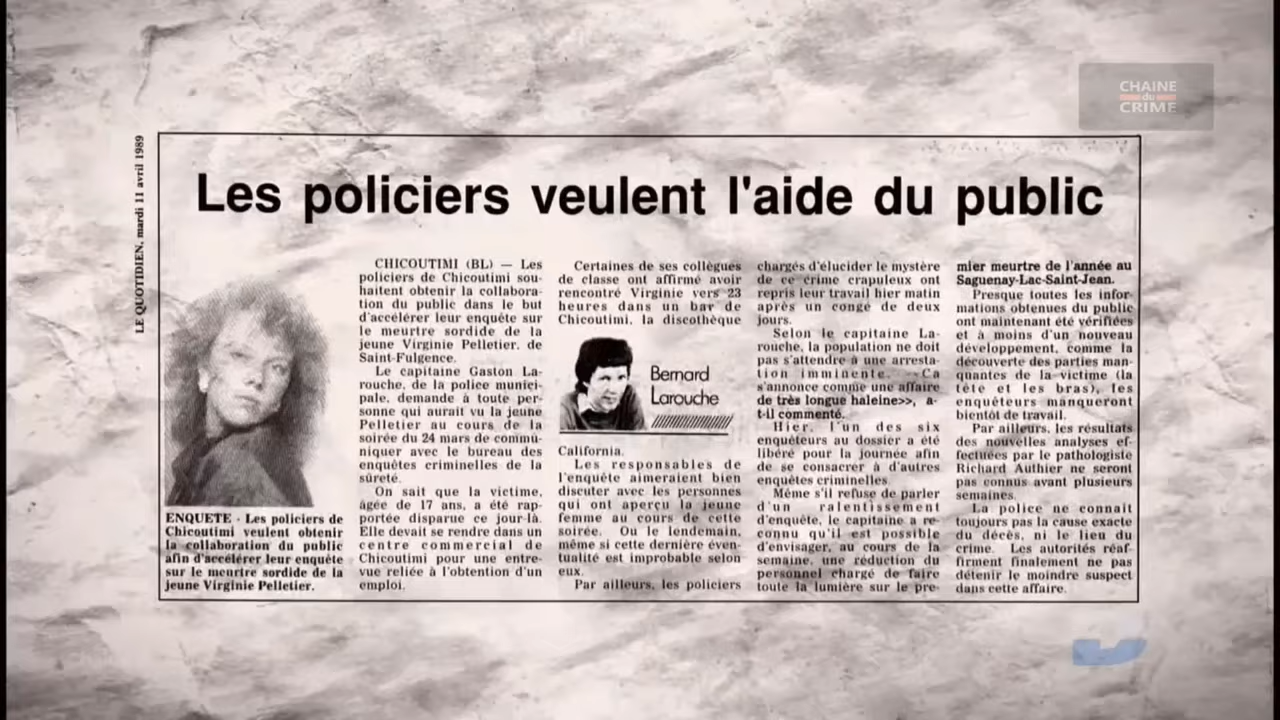 CHAINE
du
CRIME
LE QUOTIDIEN, mardi 11 avril 1989
Les policiers veulent l'aide du public
ENQUETE - Les policiers de
Chicoutimi veulent obtenir
la collaboration du public
afin d'accélérer leur enquête
sur le meurtre sordide de la
jeune Virginie Pelletier.
CHICOUTIMI (BL) — Les
policiers de Chicoutimi sou-
haitent obtenir la collabora-
tion du public dans le but
d'accélérer leur enquête sur
le meurtre sordide de la
jeune Virginie Pelletier, de
Saint-Fulgence.
Le capitaine Gaston La-
rouche, de la police munici-
pale, demande à toute per-
sonne qui aurait vu la jeune
Pelletier au cours de la
soirée du 24 mars de commu-
niquer avec le bureau des
enquêtes criminelles de la
sûreté.
On sait que la victime,
âgée de 17 ans, a été rap-
portée disparue ce jour-là.
Elle devait se rendre dans un
centre commercial de
Chicoutimi pour une entre-
vue reliée à l'obtention d'un
emploi.
Certaines de ses collègues
de classe ont affirmé avoir
rencontré Virginie vers 23
heures dans un bar de
Chicoutimi, la discothèque
Bernard
Larouche
California.
Les responsables de
l'enquête aimeraient bien
discuter avec les personnes
qui ont aperçu la jeune
femme au cours de cette
soirée. Ou le lendemain,
même si cette dernière éven-
tualité est improbable selon
eux.
Par ailleurs, les policiers
chargés d'élucider le mystère
de ce crime crapuleux ont
repris leur travail hier matin
après un congé de deux
jours.
Selon le capitaine La-
rouche, la population ne doit
pas s'attendre à une arresta-
tion imminente. «Ca
s'annonce comme une affaire
de très longue haleine>>, a-
t-il commenté.
Hier, l'un des six
enquêteurs au dossier a été
libéré pour la journée afin
de se consacrer à d'autres
enquêtes criminelles.
Même s'il refuse de parler
d'un ralentissement
d'enquête, le capitaine a re-
connu qu'il est possible
d'envisager, au cours de la
semaine, une réduction du
personnel chargé de faire
toute la lumière sur le pre-
mier meurtre de l'année au
Saguenay-Lac-Saint-Jean.
Presque toutes les infor-
mations obtenues du public
ont maintenant été vérifiées
et à moins d'un nouveau
développement, comme la
découverte des parties man-
quantes de la victime (la
tête et les bras), les
enquêteurs manqueront
bientôt de travail.
Par ailleurs, les résultats
des nouvelles analyses ef-
fectuées par le pathologiste
Richard Authier ne seront
pas connus avant plusieurs
semaines.
La police ne connaît
toujours pas la cause exacte
du décès, ni le lieu du
crime. Les autorités réaf-
firment finalement ne pas
détenir le moindre suspect
dans cette affaire.